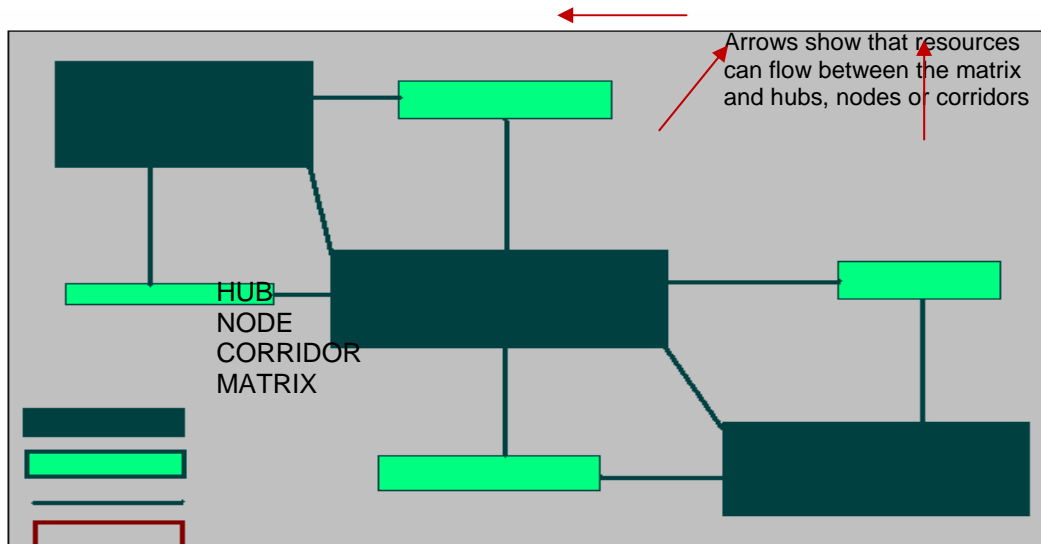 Arrows show that resources
can flow between the matrix
and hubs, nodes or corridors
HUB
NODE
CORRIDOR
MATRIX